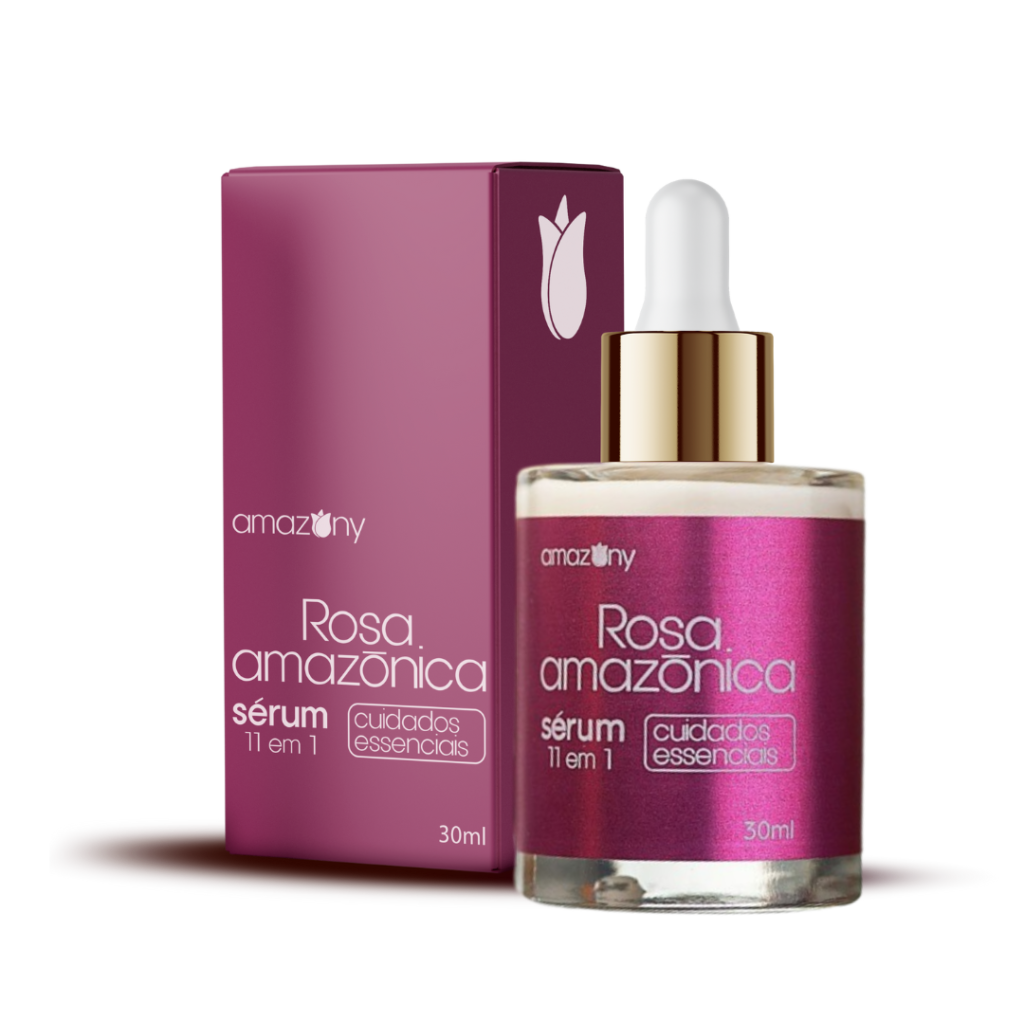 amazony
Rosa
amazōnica
sérum
11 em 1
cuidados
essenciais
30ml
amazony
Rosa
amazōnica
sérum
11 em 1
cuidados
essenciais
30ml